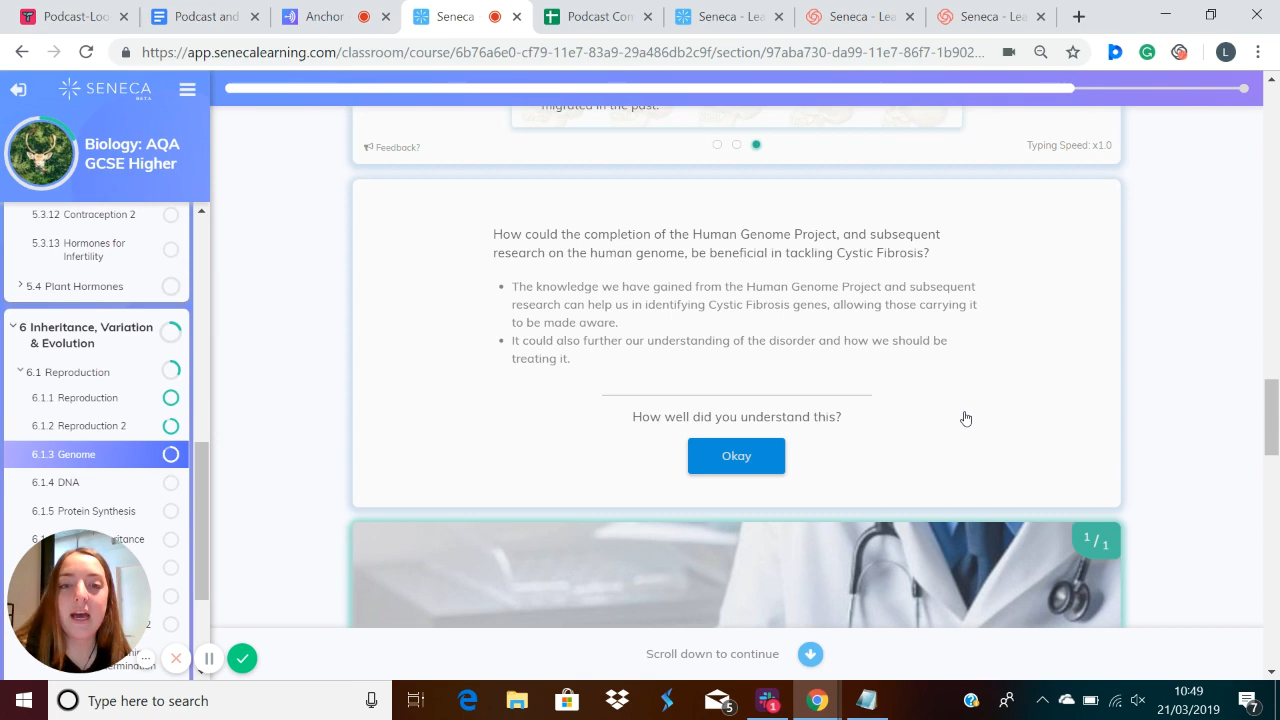 Podcast-Loc
Podcast and
Anchor
Seneca -
Podcast Con
Seneca - Lea
Seneca - Lea
Seneca - Lea
https://app.senecalearning.com/classroom/course/6b76a6e0-cf79-11e7-83a9-29a486db2c9f/section/97aba730-da99-11e7-86f7-1b902...
L
SENECA
BETA
Biology: AQA
GCSE Higher
5.3.12 Contraception 2
5.3.13 Hormones for
Infertility
5.4 Plant Hormones
6 Inheritance, Variation
& Evolution
6.1 Reproduction
6.1.1 Reproduction
6.1.2 Reproduction 2
6.1.3 Genome
6.1.4 DNA
6.1.5 Protein Synthesis
migrated in the past.
Feedback?
Typing Speed: x1.0
How could the completion of the Human Genome Project, and subsequent
research on the human genome, be beneficial in tackling Cystic Fibrosis?
• The knowledge we have gained from the Human Genome Project and subsequent
research can help us in identifying Cystic Fibrosis genes, allowing those carrying it
to be made aware.
• It could also further our understanding of the disorder and how we should be
treating it.
How well did you understand this?
Okay
1/1
Scroll down to continue
Type here to search
5
1
10:49
21/03/2019
7